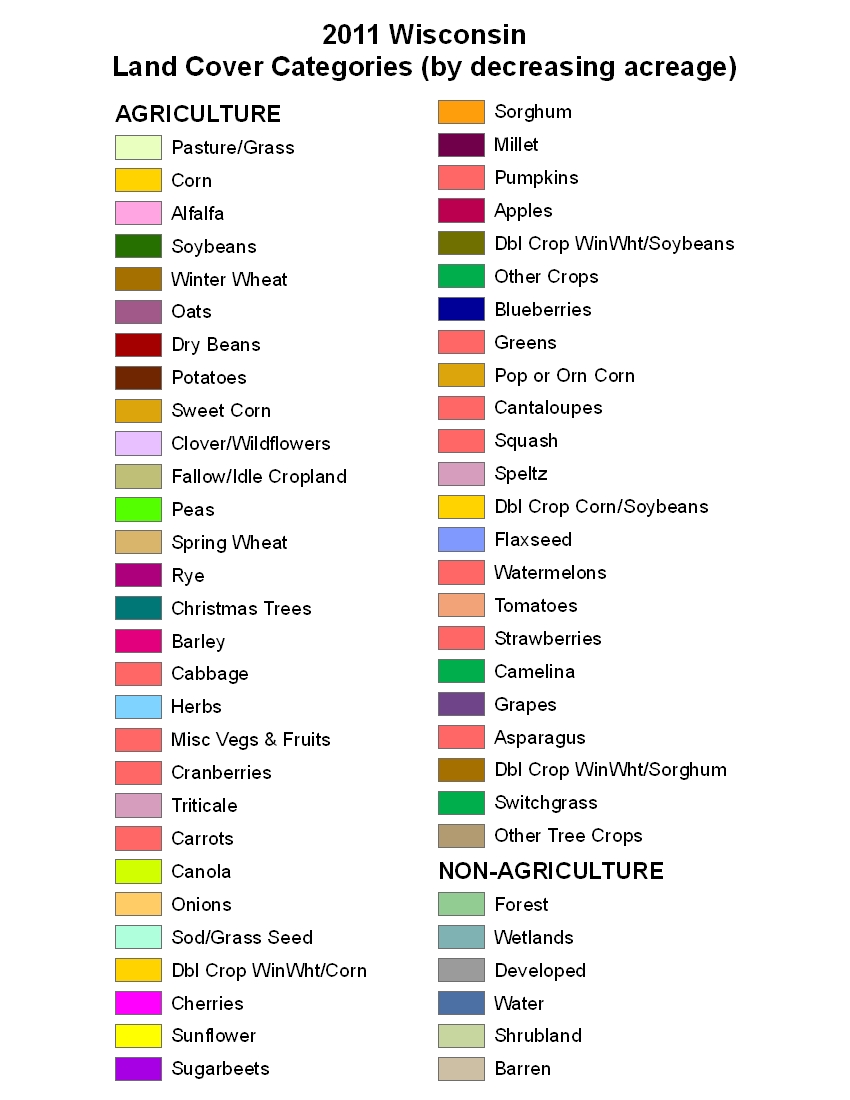 2011 Wisconsin
Land Cover Categories (by decreasing acreage)
AGRICULTURE
Pasture/Grass
Corn
Alfalfa
Soybeans
Winter Wheat
Oats
Dry Beans
Potatoes
Sweet Corn
Clover/Wildflowers
Fallow/Idle Cropland
Peas
Spring Wheat
Rye
Christmas Trees
Barley
Cabbage
Herbs
Misc Vegs & Fruits
Cranberries
Triticale
Carrots
Canola
Onions
Sod/Grass Seed
Dbl Crop WinWht/Corn
Cherries
Sunflower
Sugarbeets
Sorghum
Millet
Pumpkins
Apples
Dbl Crop WinWht/Soybeans
Other Crops
Blueberries
Greens
Pop or Orn Corn
Cantaloupes
Squash
Speltz
Dbl Crop Corn/Soybeans
Flaxseed
Watermelons
Tomatoes
Strawberries
Camelina
Grapes
Asparagus
Dbl Crop WinWht/Sorghum
Switchgrass
Other Tree Crops
NON-AGRICULTURE
Forest
Wetlands
Developed
Water
Shrubland
Barren